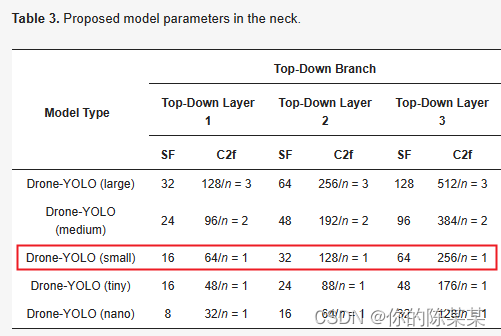 Table 3. Proposed model parameters in the neck.
Top-Down Branch
Model Type
Top-Down Layer 1
Top-Down Layer 2
Top-Down Layer 3
SF C2f SF C2f SF C2f
Drone-YOLO (large) 32 128/n = 3 64 256/n = 3 128 512/n = 3
Drone-YOLO (medium) 24 96/n = 2 48 192/n = 2 96 384/n = 2
Drone-YOLO (small) 16 64/n = 1 32 128/n = 1 64 256/n = 1
Drone-YOLO (tiny) 16 48/n = 1 24 88/n = 1 48 176/n = 1
Drone-YOLO (nano) 8 32/n = 1 16 64/n = 1 32 128/n = 1
CSDN @你的陈某某